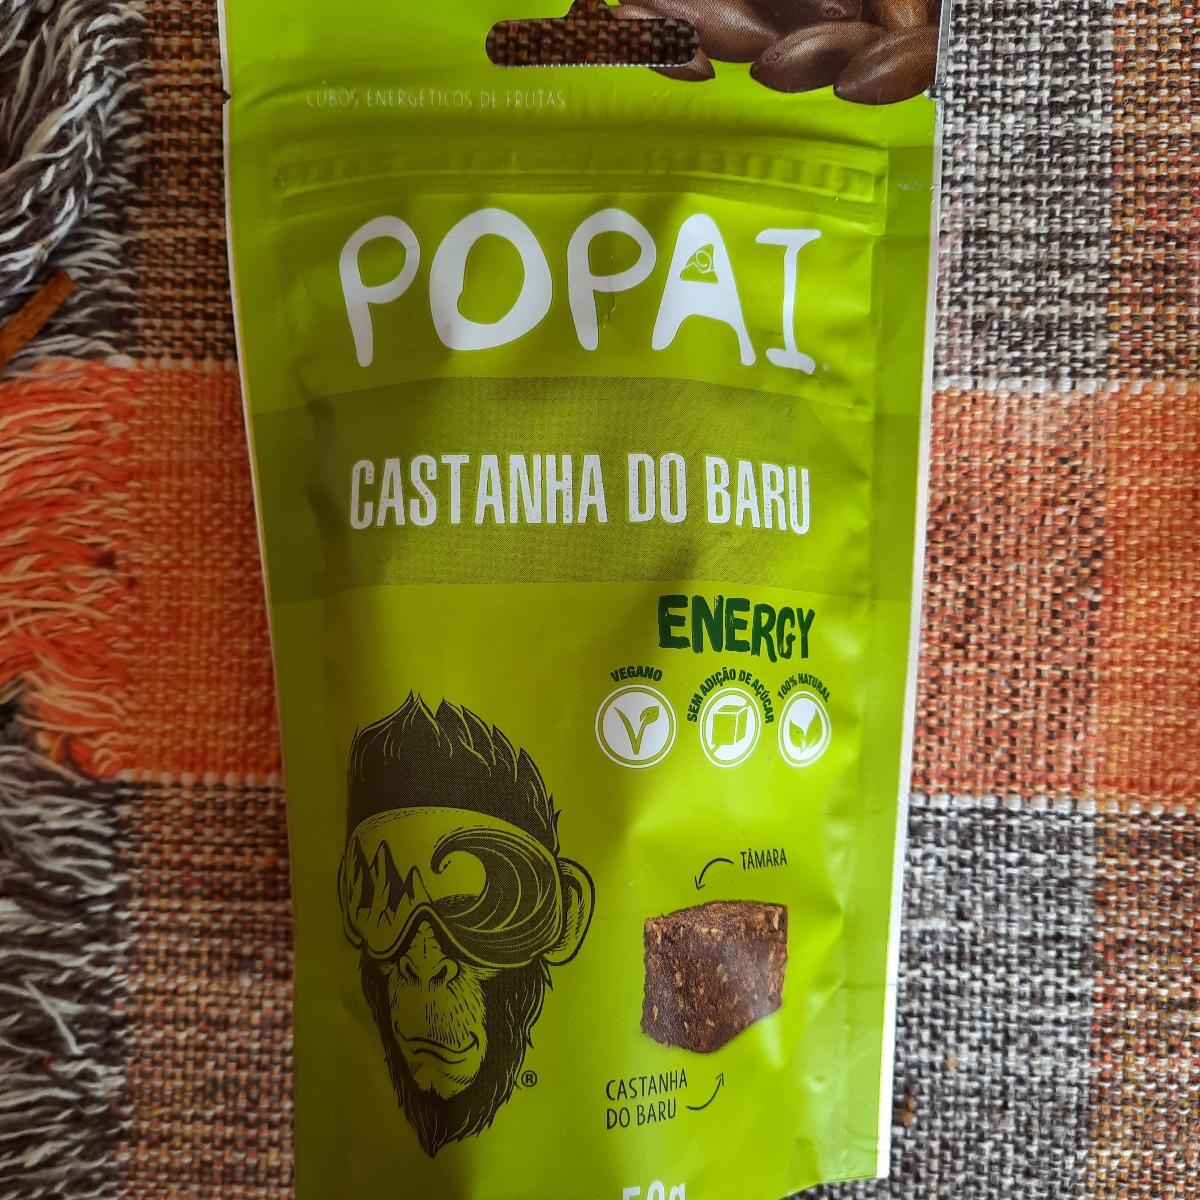 CUBOS ENERGÉTICOS DE FRUTAS
POPAI
CASTANHA DO BARU
ENERGY
VEGANO
SEM ADIÇÃO DE AÇÚCAR
100% NATURAL
TÂMARA
®
CASTANHA
DO BARU
50g